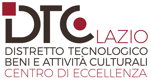 DTC LAZIO
DISTRETTO TECNOLOGICO
BENI E ATTIVITÀ CULTURALI
CENTRO DI ECCELLENZA